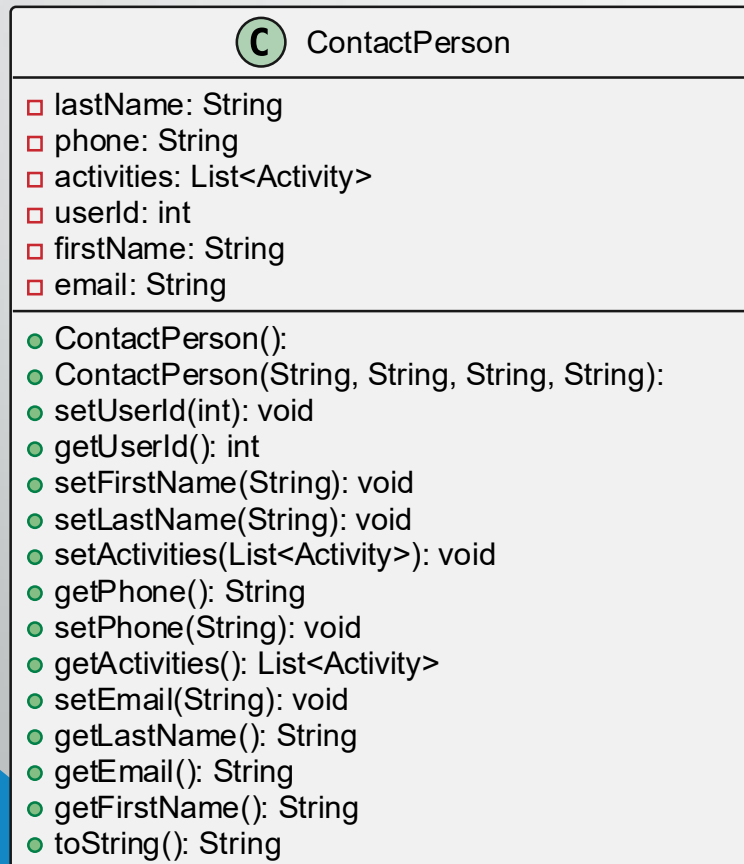 C ContactPerson
lastName: String
phone: String
activities: List<Activity>
userId: int
firstName: String
email: String
ContactPerson():
ContactPerson(String, String, String, String):
setUserId(int): void
getUserId(): int
setFirstName(String): void
setLastName(String): void
setActivities(List<Activity>): void
getPhone(): String
setPhone(String): void
getActivities(): List<Activity>
setEmail(String): void
getLastName(): String
getEmail(): String
getFirstName(): String
toString(): String